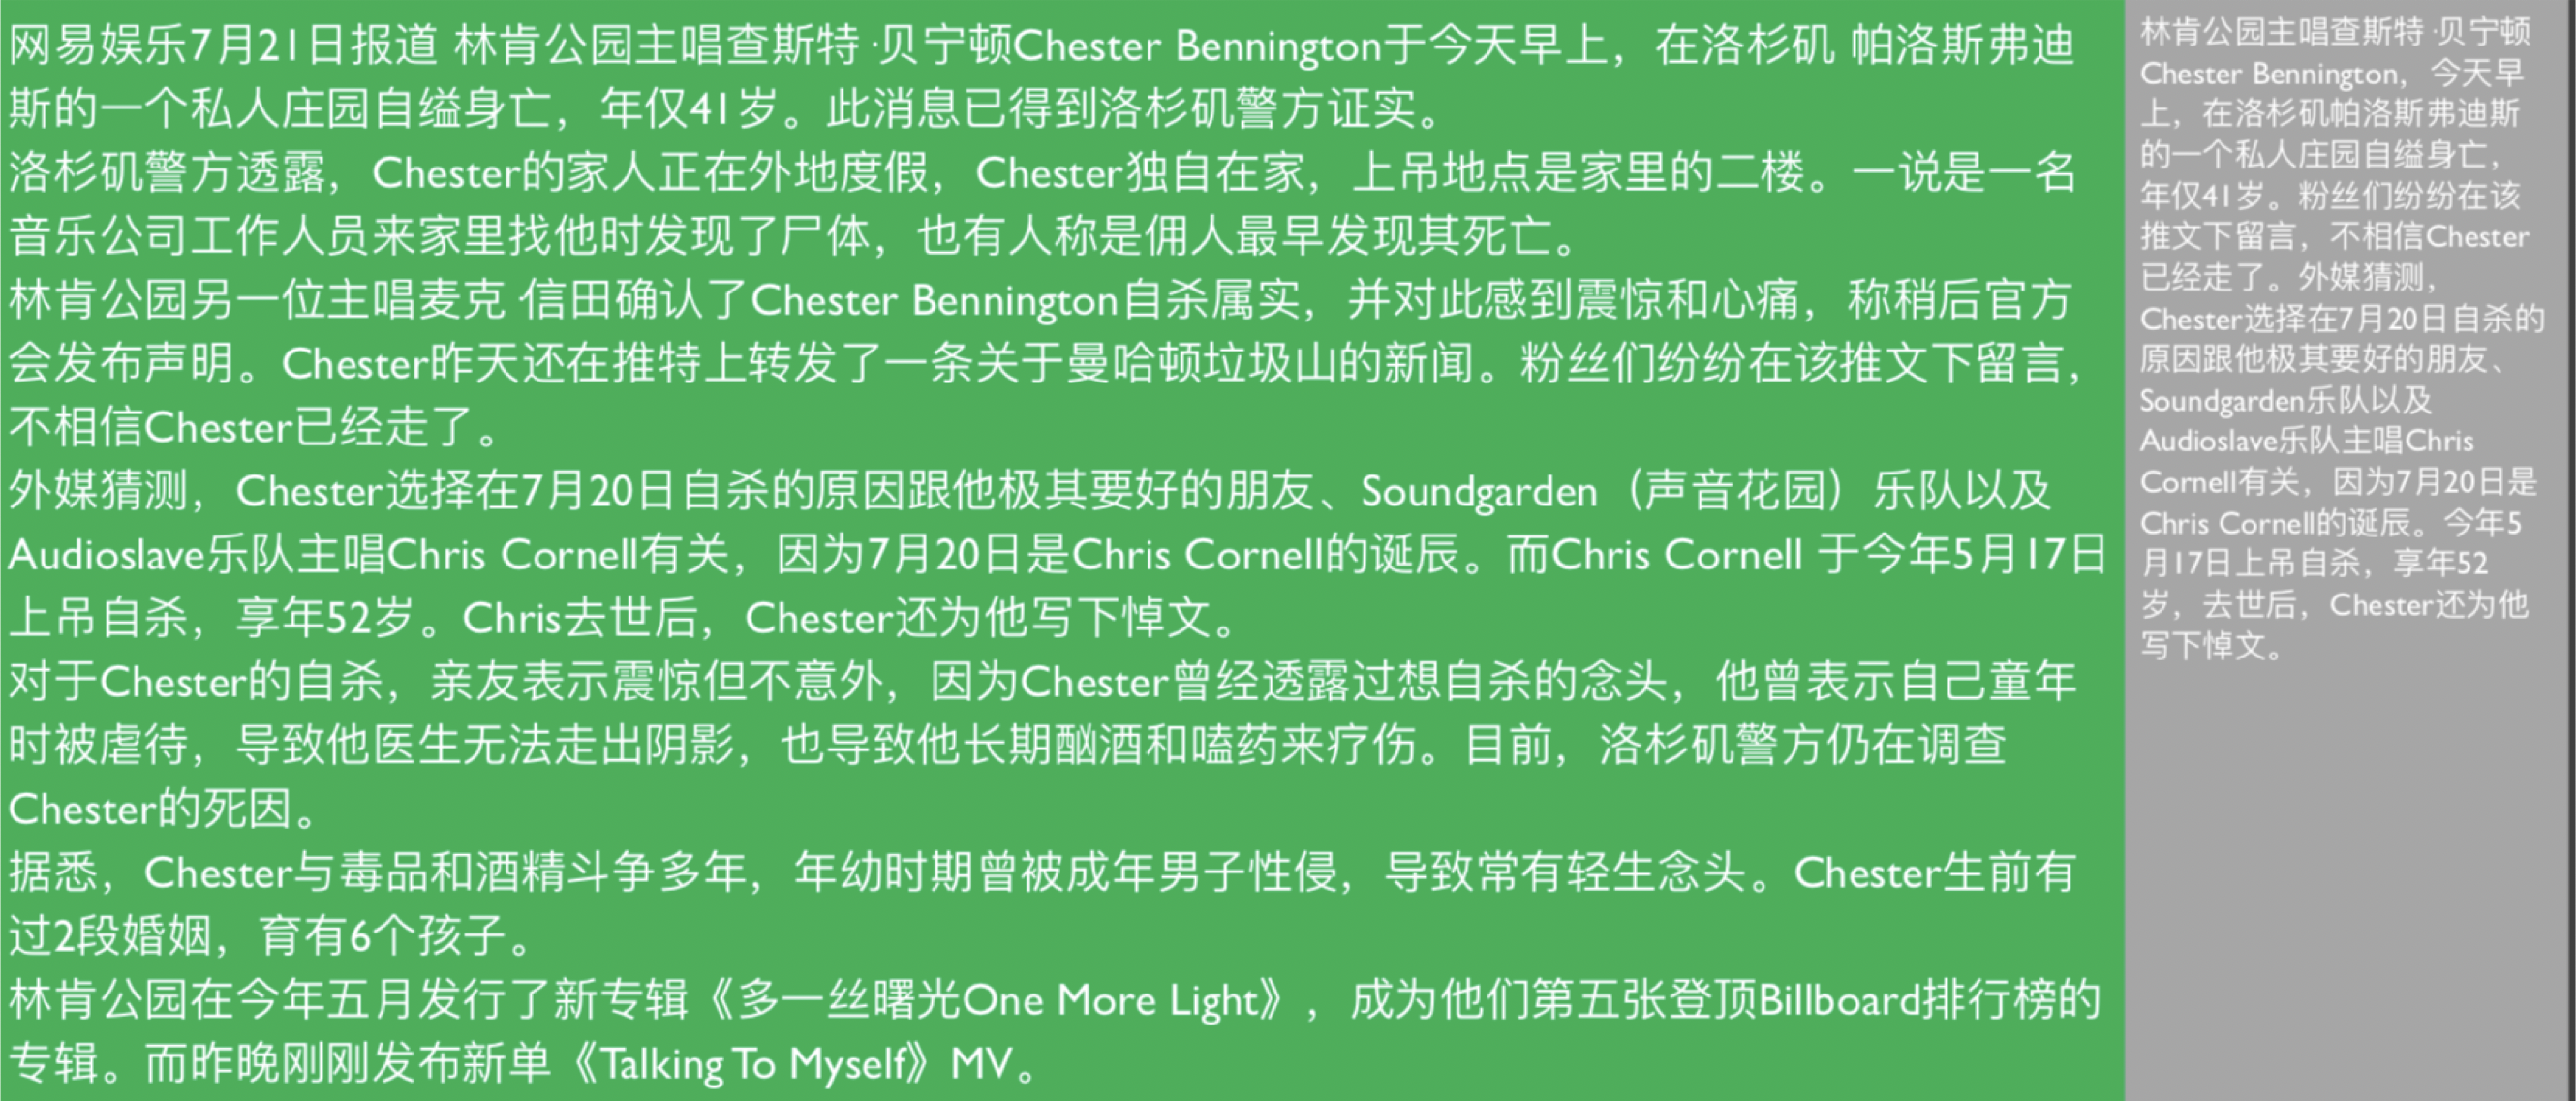 网易娱乐7月21日报道 林肯公园主唱查斯特·贝宁顿Chester Bennington于今天早上，在洛杉矶 帕洛斯弗迪
斯的一个私人庄园自缢身亡，年仅41岁。此消息已得到洛杉矶警方证实。
洛杉矶警方透露，Chester的家人正在外地度假，Chester独自在家，上吊地点是家里的二楼。一说是一名
音乐公司工作人员来家里找他时发现了尸体，也有人称是佣人最早发现其死亡。
林肯公园另一位主唱麦克 信田确认了Chester Bennington自杀属实，并对此感到震惊和心痛，称稍后官方
会发布声明。Chester昨天还在推特上转发了一条关于曼哈顿垃圾山的新闻。粉丝们纷纷在该推文下留言，
不相信Chester已经走了。
外媒猜测，Chester选择在7月20日自杀的原因跟他极其要好的朋友、Soundgarden（声音花园）乐队以及
Audioslave乐队主唱Chris Cornell有关，因为7月20日是Chris Cornell的诞辰。而Chris Cornell 于今年5月17日
上吊自杀，享年52岁。Chris去世后，Chester还为他写下悼文。
对于Chester的自杀，亲友表示震惊但不意外，因为Chester曾经透露过想自杀的念头，他曾表示自己童年
时被虐待，导致他医生无法走出阴影，也导致他长期酗酒和嗑药来疗伤。目前，洛杉矶警方仍在调查
Chester的死因。
据悉，Chester与毒品和酒精斗争多年，年幼时期曾被成年男子性侵，导致常有轻生念头。Chester生前有
过2段婚姻，育有6个孩子。
林肯公园在今年五月发行了新专辑《多一丝曙光One More Light》，成为他们第五张登顶Billboard排行榜的
专辑。而昨晚刚刚发布新单《Talking To Myself》MV。
林肯公园主唱查斯特·贝宁顿
Chester Bennington，今天早
上，在洛杉矶帕洛斯弗迪斯
的一个私人庄园自缢身亡，
年仅41岁。粉丝们纷纷在该
推文下留言，不相信Chester
已经走了。外媒猜测，
Chester选择在7月20日自杀的
原因跟他极其要好的朋友、
Soundgarden乐队以及
Audioslave乐队主唱Chris
Cornell有关，因为7月20日是
Chris Cornell的诞辰。今年5
月17日上吊自杀，享年52
岁，去世后，Chester还为他
写下悼文。